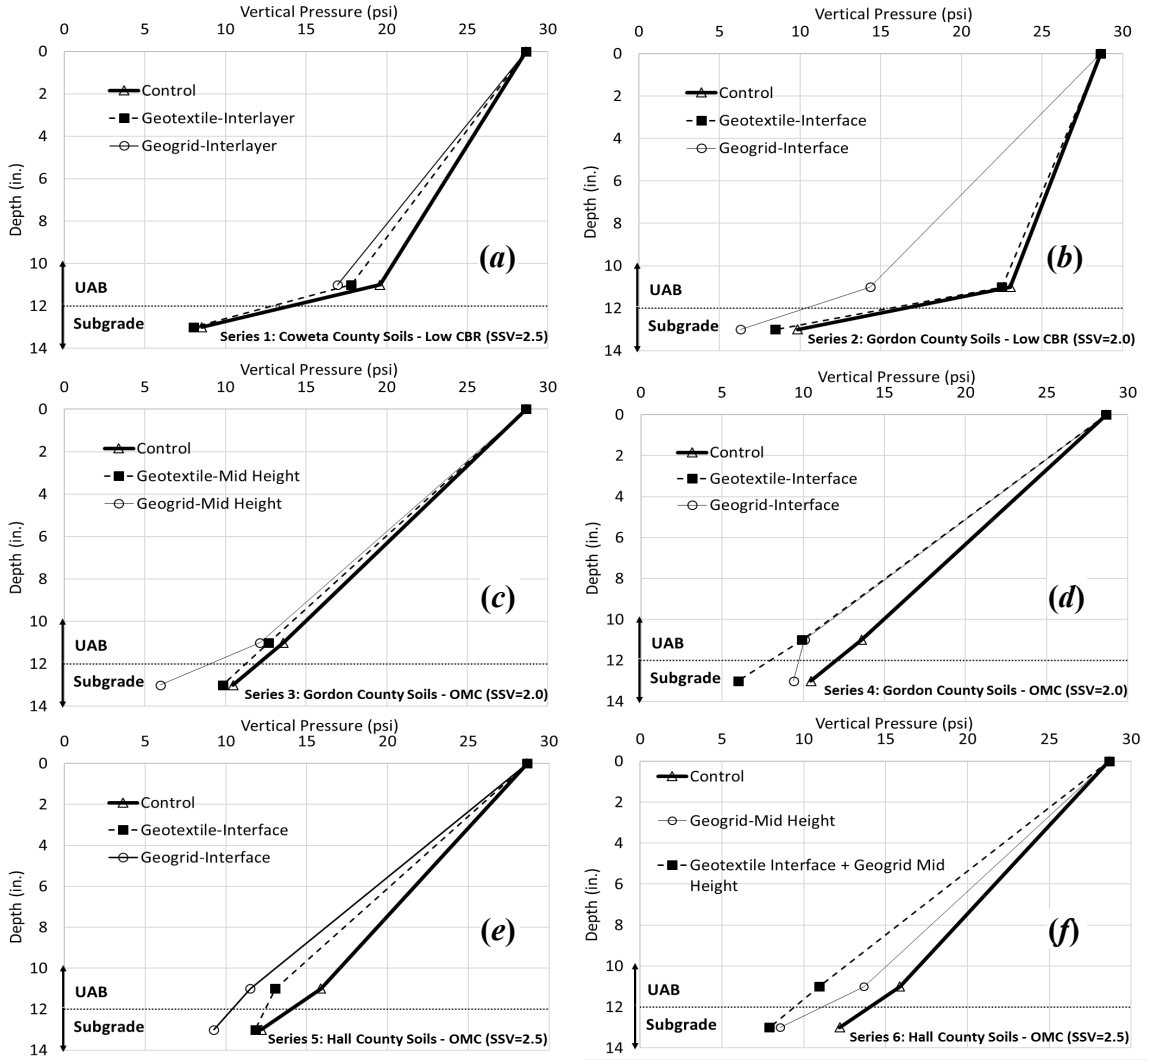 Vertical Pressure (psi)
0 5 10 15 20 25 30
0
2
4
6
8
10
12
14
Depth (in.)
Control
Geotextile-Interlayer
Geogrid-Interlayer
(a)
UAB
Subgrade
Series 1: Coweta County Soils - Low CBR (SSV=2.5)
Vertical Pressure (psi)
0 5 10 15 20 25 30
0
2
4
6
8
10
12
14
Depth (in.)
Control
Geotextile-Interface
Geogrid-Interface
(b)
UAB
Subgrade
Series 2: Gordon County Soils - Low CBR (SSV=2.0)
Vertical Pressure (psi)
0 5 10 15 20 25 30
0
2
4
6
8
10
12
14
Depth (in.)
Control
Geotextile-Mid Height
Geogrid-Mid Height
(c)
UAB
Subgrade
Series 3: Gordon County Soils - OMC (SSV=2.0)
Vertical Pressure (psi)
0 5 10 15 20 25 30
0
2
4
6
8
10
12
14
Depth (in.)
Control
Geotextile-Interface
Geogrid-Interface
(d)
UAB
Subgrade
Series 4: Gordon County Soils - OMC (SSV=2.0)
Vertical Pressure (psi)
0 5 10 15 20 25 30
0
2
4
6
8
10
12
14
Depth (in.)
Control
Geotextile-Interface
Geogrid-Interface
(e)
UAB
Subgrade
Series 5: Hall County Soils - OMC (SSV=2.5)
Vertical Pressure (psi)
0 5 10 15 20 25 30
0
2
4
6
8
10
12
14
Depth (in.)
Control
Geogrid-Mid Height
Geotextile Interface + Geogrid Mid
Height
(f)
UAB
Subgrade
Series 6: Hall County Soils - OMC (SSV=2.5)